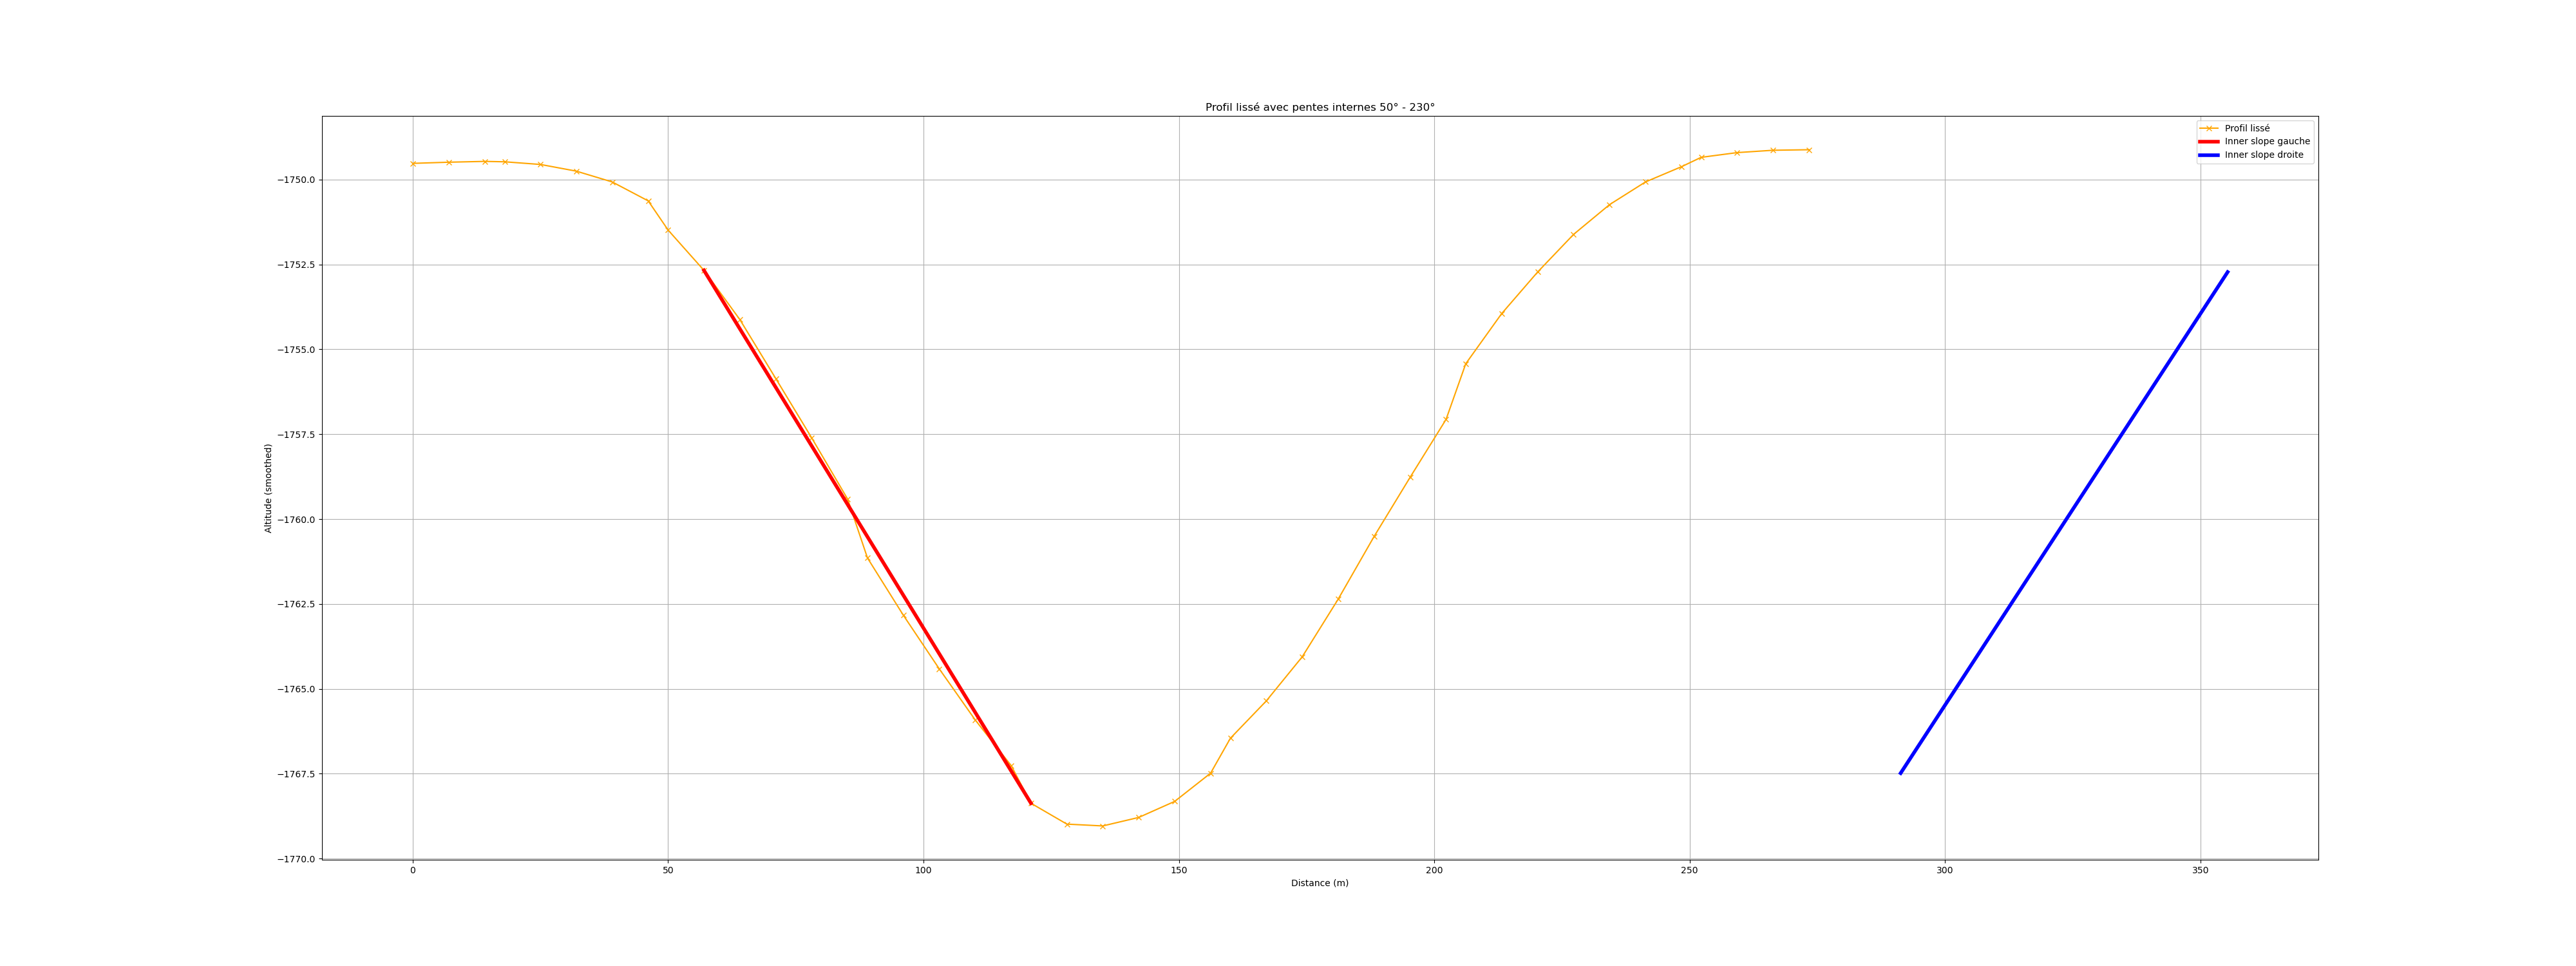 Profil lissé avec pentes internes 50° - 230°
Profil lissé
Inner slope gauche
Inner slope droite
Altitude (smoothed)
−1750.0
−1752.5
−1755.0
−1757.5
−1760.0
−1762.5
−1765.0
−1767.5
−1770.0
0 50 100 150 200 250 300 350
Distance (m)